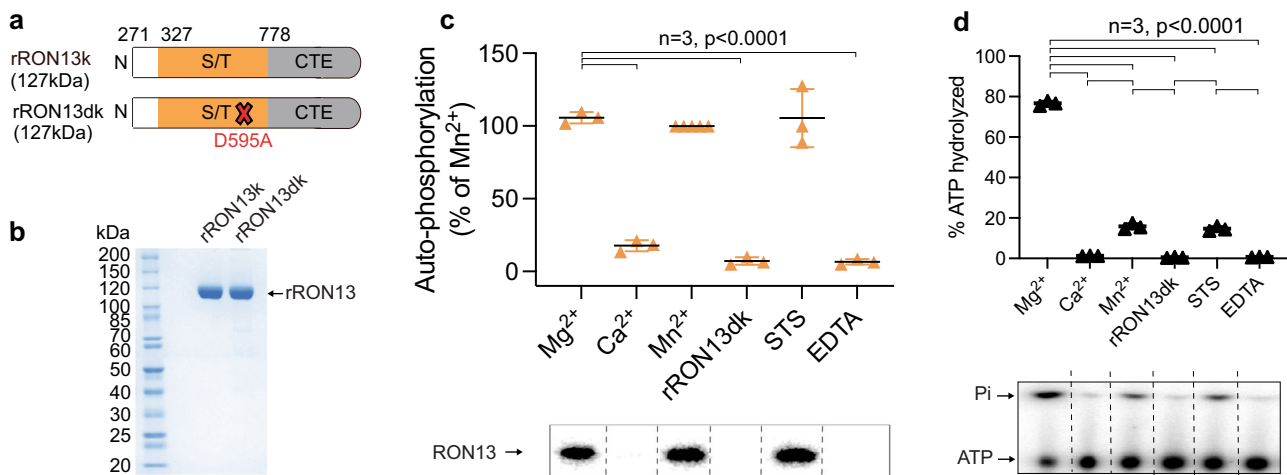 a
271 327 778
rRON13k
(127kDa)
N S/T CTE
rRON13dk
(127kDa)
N S/T CTE
D595A
b
kDa
rRON13k
rRON13dk
200
150
120
100
85
70
60
50
40
30
25
20
←rRON13
c
n=3, p<0.0001
Auto-phosphorylation
(% of Mn²⁺)
150
100
50
0
Mg²⁺
Ca²⁺
Mn²⁺
rRON13dk
STS
EDTA
RON13 →
d
n=3, p<0.0001
% ATP hydrolyzed
100
80
60
40
20
0
Mg²⁺
Ca²⁺
Mn²⁺
rRON13dk
STS
EDTA
Pi →
ATP →